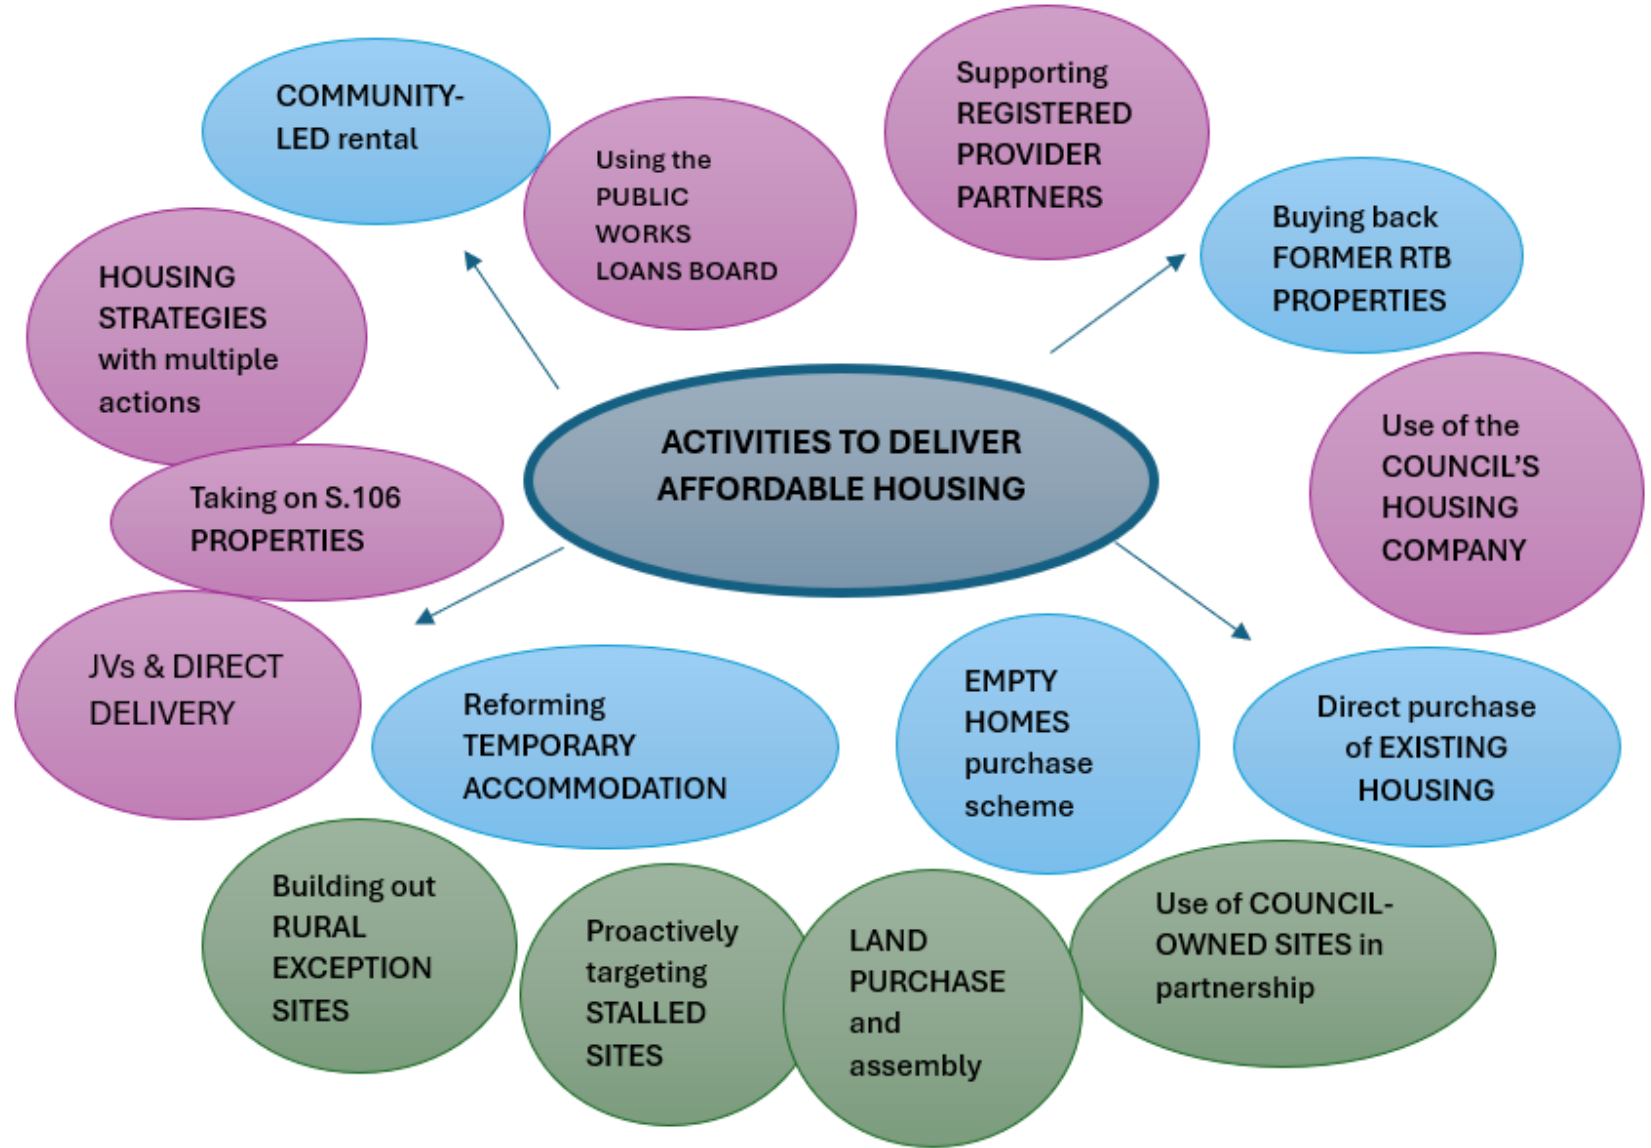 COMMUNITY-
LED rental
Using the
PUBLIC
WORKS
LOANS BOARD
Supporting
REGISTERED
PROVIDER
PARTNERS
Buying back
FORMER RTB
PROPERTIES
HOUSING
STRATEGIES
with multiple
actions
ACTIVITIES TO DELIVER
AFFORDABLE HOUSING
Use of the
COUNCIL’S
HOUSING
COMPANY
Taking on S.106
PROPERTIES
JVs & DIRECT
DELIVERY
Reforming
TEMPORARY
ACCOMMODATION
EMPTY
HOMES
purchase
scheme
Direct purchase
of EXISTING
HOUSING
Building out
RURAL
EXCEPTION
SITES
Proactively
targeting
STALLED
SITES
LAND
PURCHASE
and
assembly
Use of COUNCIL-
OWNED SITES in
partnership